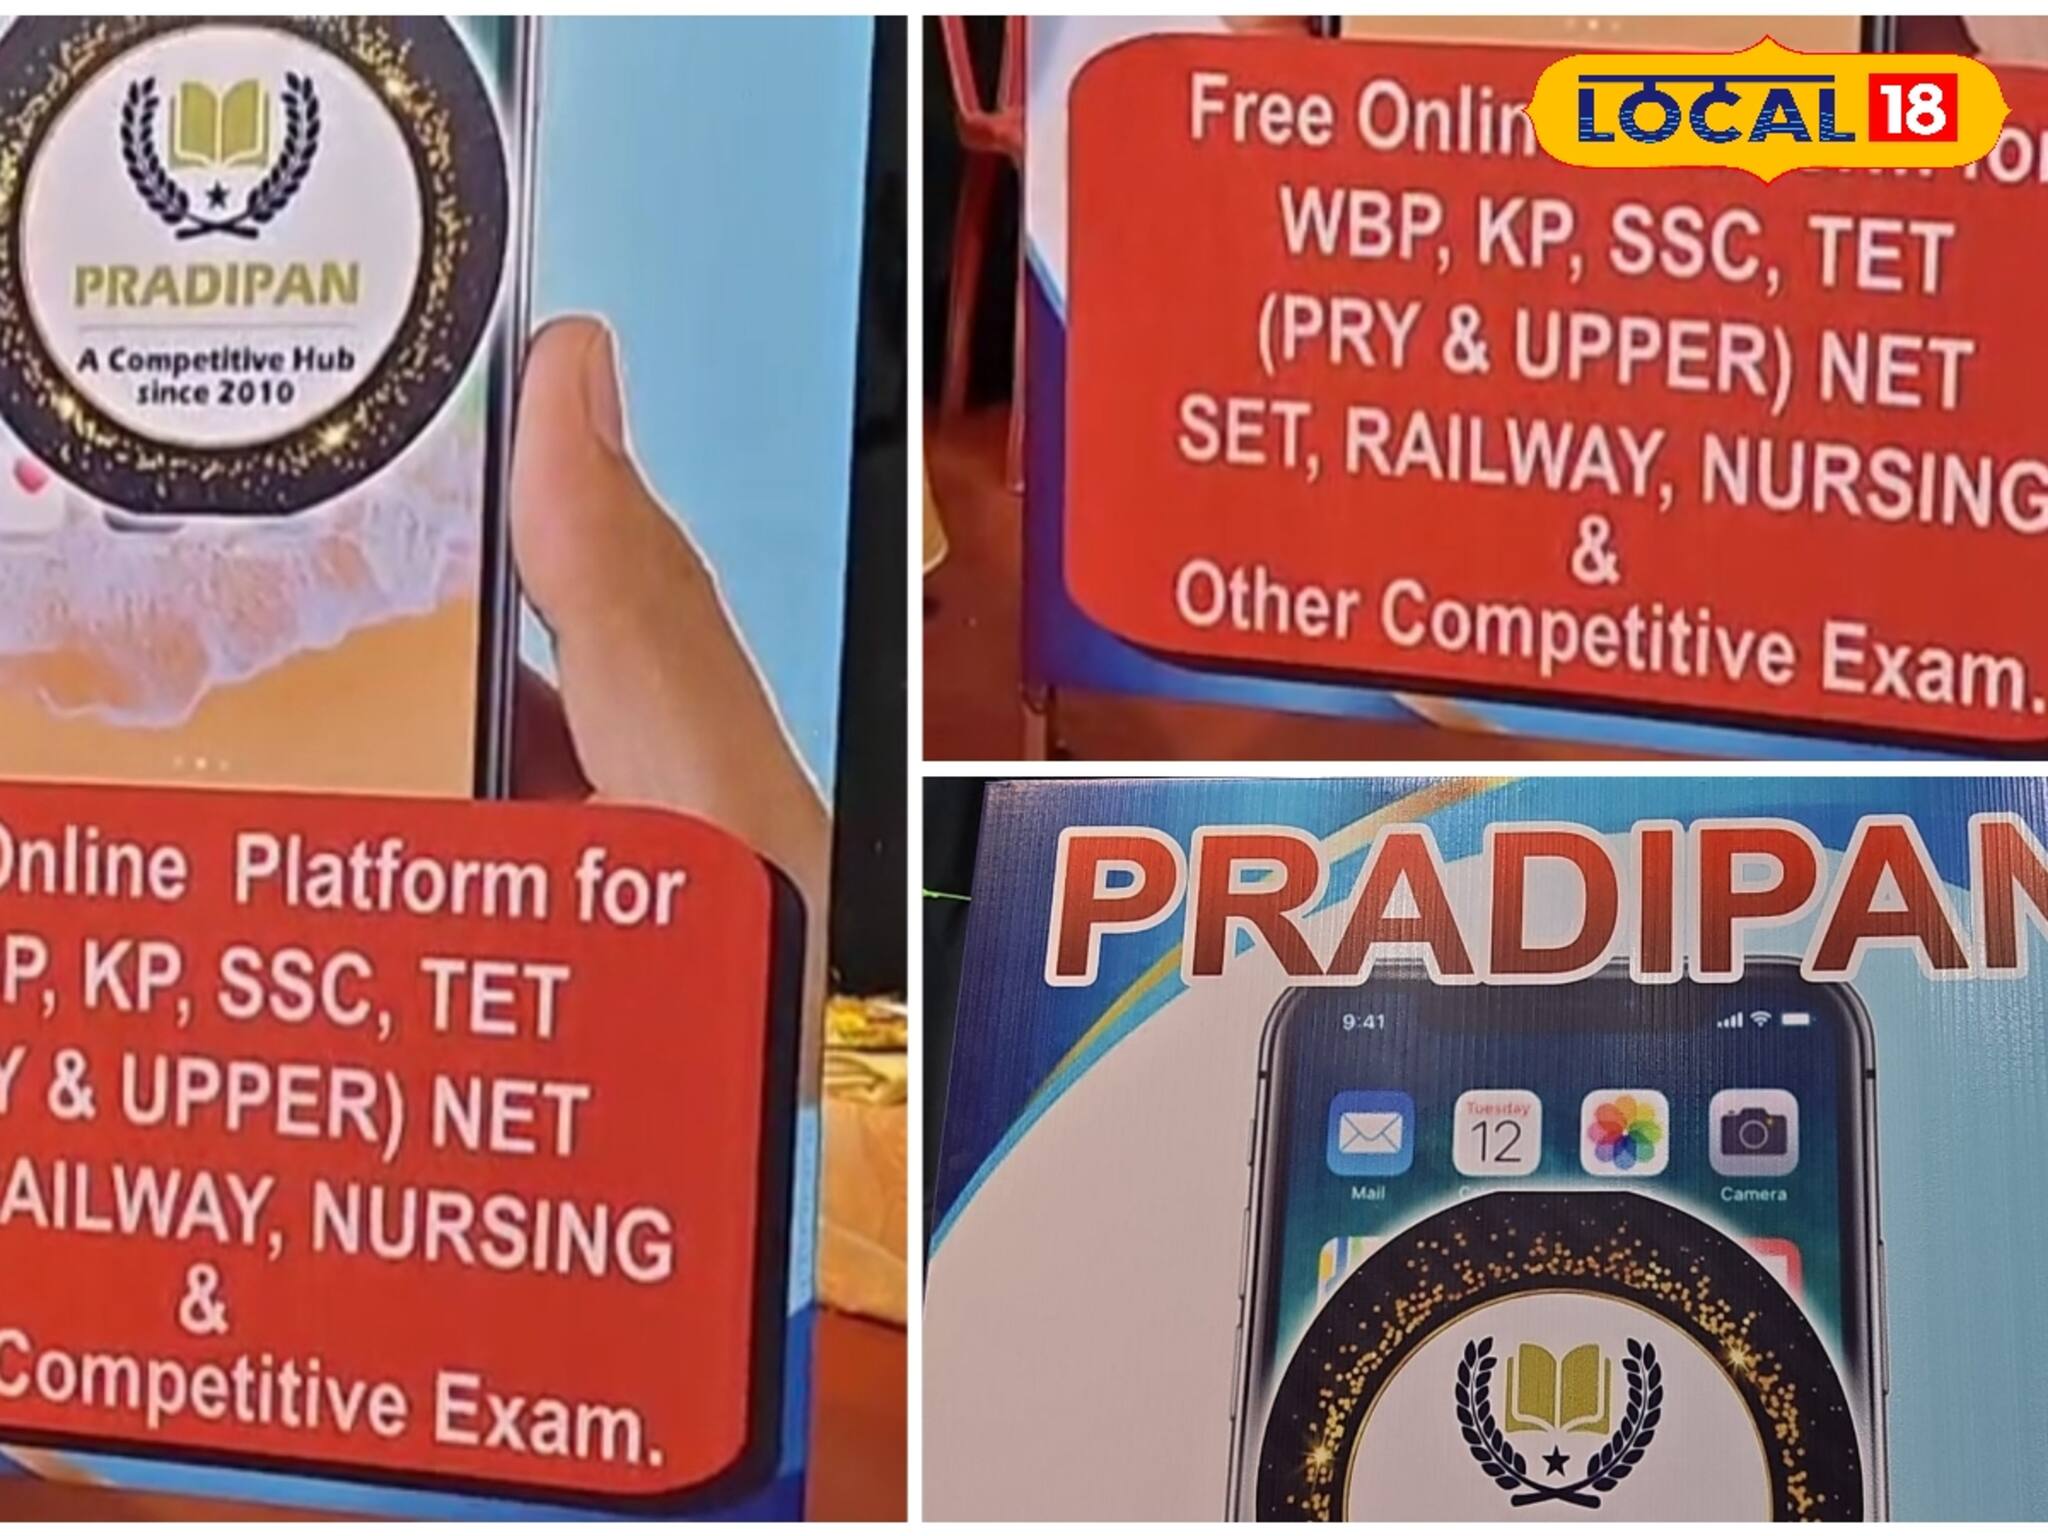 PRADIPAN
A Competitive Hub
since 2010
Online Platform for
P, KP, SSC, TET
Y & UPPER) NET
AILWAY, NURSING
&
Competitive Exam.
LOCAL 18
Free Onlin
WBP, KP, SSC, TET
(PRY & UPPER) NET
SET, RAILWAY, NURSING
&
Other Competitive Exam.
PRADIPAN
9:41
Tuesday
12
Mail
Camera